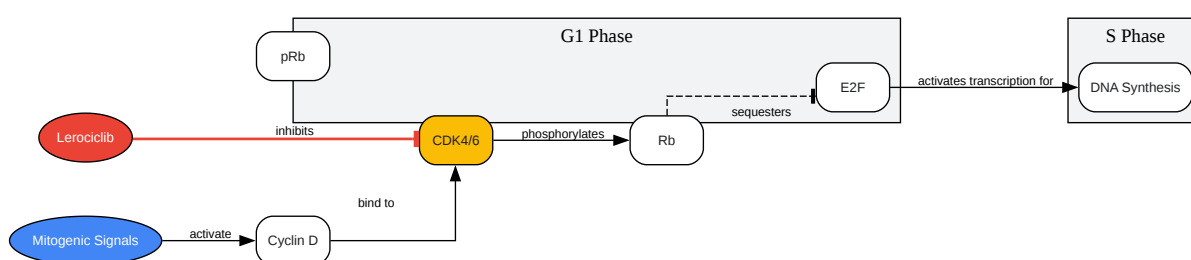 G1 Phase
S Phase
pRb
E2F
activates transcription for
DNA Synthesis
sequesters
Lerociclib
inhibits
CDK4/6
phosphorylates
Rb
bind to
Mitogenic Signals
activate
Cyclin D